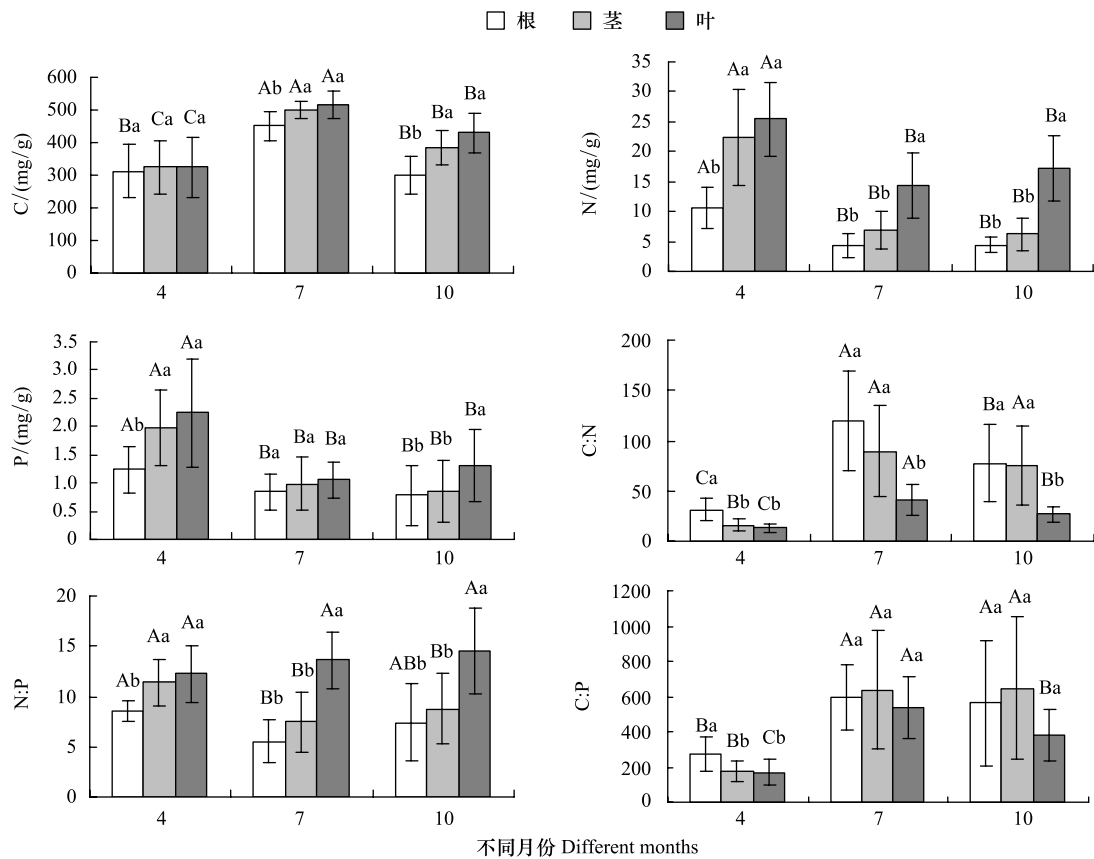 根 茎 叶
C/(mg/g)
600
500
400
300
200
100
0
Ba Ca Ca
Ab Aa Aa
Bb Ba Ba
4 7 10
N/(mg/g)
35
30
25
20
15
10
5
0
Ab Aa Aa
Bb Bb Ba
Bb Bb Ba
4 7 10
P/(mg/g)
3.5
3.0
2.5
2.0
1.5
1.0
0.5
0
Ab Aa Aa
Ba Ba Ba
Bb Bb Ba
4 7 10
C:N
200
150
100
50
0
Ca Bb Cb
Aa Aa Ab
Ba Aa Bb
4 7 10
N:P
20
15
10
5
0
Ab Aa Aa
Bb Bb Aa
ABb Bb Aa
4 7 10
C:P
1200
1000
800
600
400
200
0
Ba Bb Cb
Aa Aa Aa
Aa Aa Ba
4 7 10
不同月份 Different months